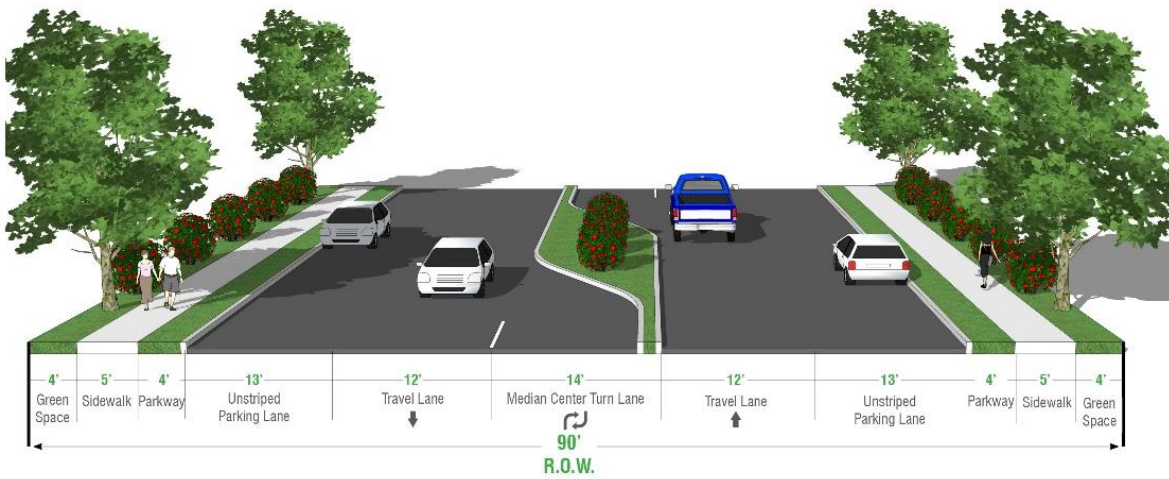 4' 5' 4' 13' 12' 14' 12' 13' 4' 5' 4'
Green Space
Sidewalk
Parkway
Unstriped
Parking Lane
Travel Lane
Median Center Turn Lane
Travel Lane
Unstriped
Parking Lane
Parkway
Sidewalk
Green
Space
90'
R.O.W.